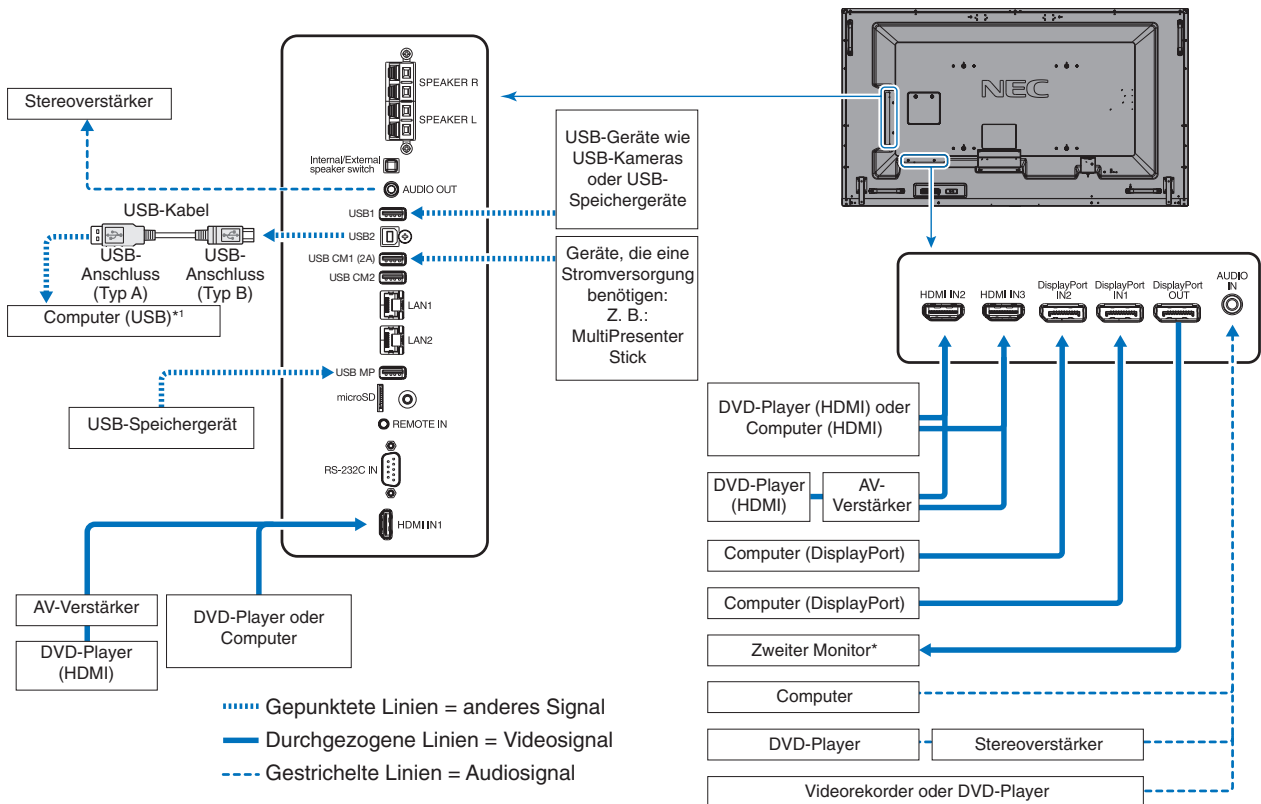 NEC
SPEAKER R
SPEAKER L
Internal/External
speaker switch
AUDIO OUT
USB1
USB2
USB CM1 (2A)
USB CM2
LAN1
LAN2
USB MP
microSD
REMOTE IN
RS-232C IN
HDMI IN1
Stereoverstärker
USB-Kabel
USB-
Anschluss
(Typ A)
USB-
Anschluss
(Typ B)
Computer (USB)*1
USB-Speichergerät
AV-Verstärker
DVD-Player
(HDMI)
DVD-Player oder
Computer
USB-Geräte wie
USB-Kameras
oder USB-
Speichergeräte
Geräte, die eine
Stromversorgung
benötigen:
Z. B.:
MultiPresenter
Stick
HDMI IN2
HDMI IN3
DisplayPort
IN2
DisplayPort
IN1
DisplayPort
OUT
AUDIO
IN
DVD-Player (HDMI) oder
Computer (HDMI)
DVD-Player
(HDMI)
AV-
Verstärker
Computer (DisplayPort)
Computer (DisplayPort)
Zweiter Monitor*
Computer
DVD-Player
Stereoverstärker
Videorekorder oder DVD-Player
Gepunktete Linien = anderes Signal
Durchgezogene Linien = Videosignal
Gestrichelte Linien = Audiosignal